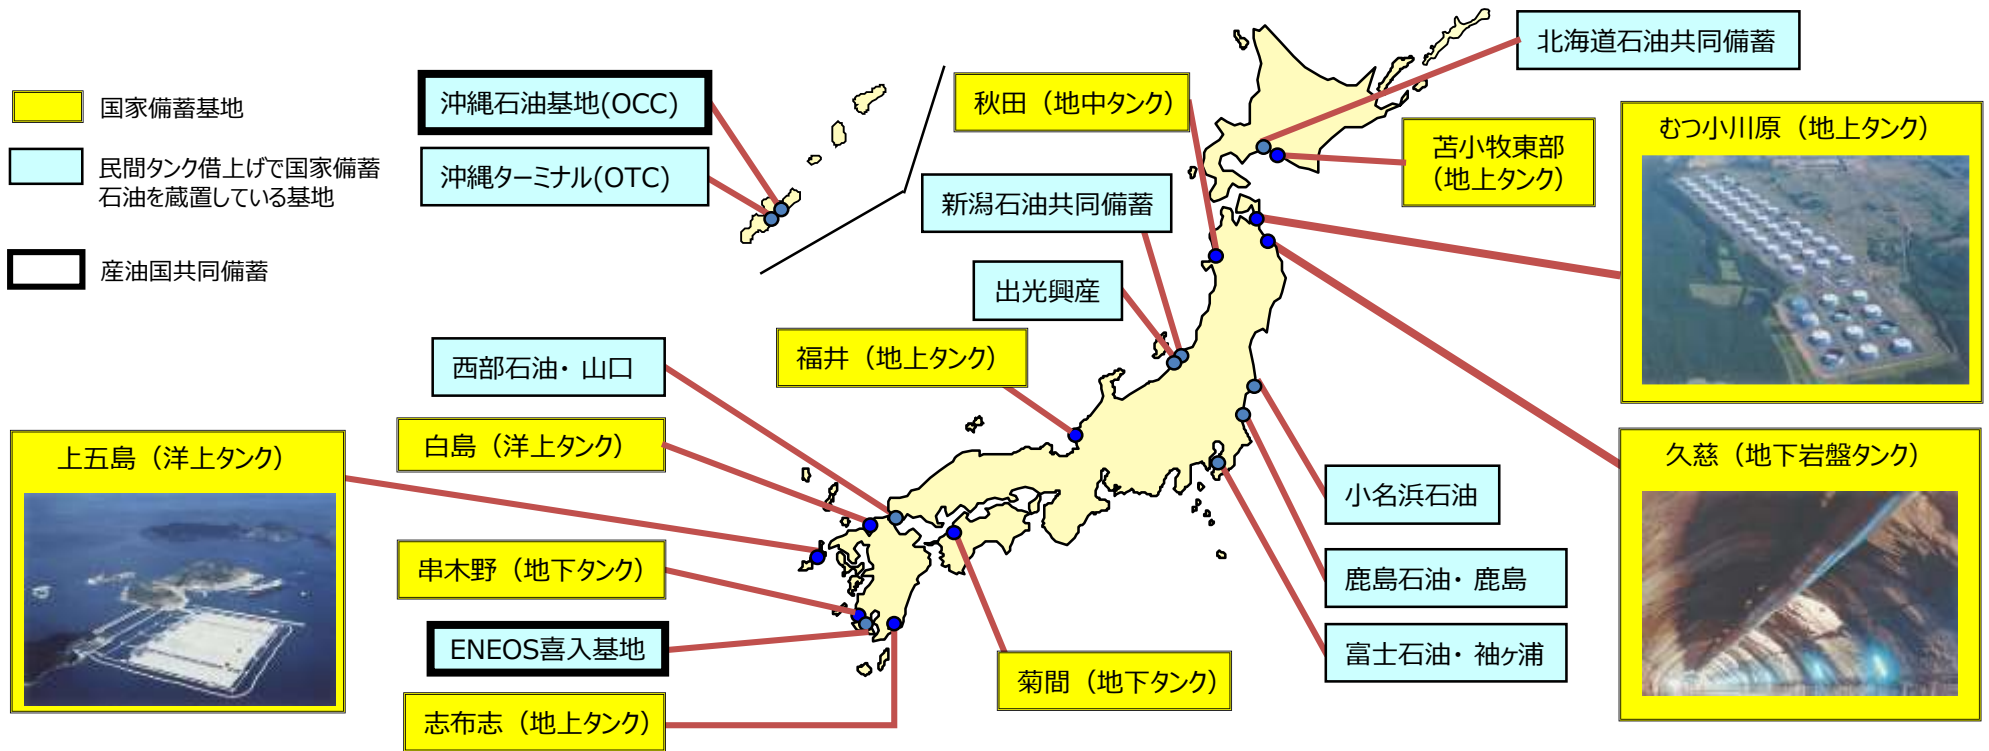 国家備蓄基地
民間タンク借上げで国家備蓄
石油を蔵置している基地
産油国共同備蓄
沖縄石油基地(OCC)
沖縄ターミナル(OTC)
秋田（地中タンク）
新潟石油共同備蓄
出光興産
福井（地上タンク）
北海道石油共同備蓄
苫小牧東部
（地上タンク）
むつ小川原（地上タンク）
西部石油・山口
白島（洋上タンク）
上五島（洋上タンク）
串木野（地下タンク）
ENEOS喜入基地
志布志（地上タンク）
菊間（地下タンク）
小名浜石油
鹿島石油・鹿島
富士石油・袖ケ浦
久慈（地下岩盤タンク）